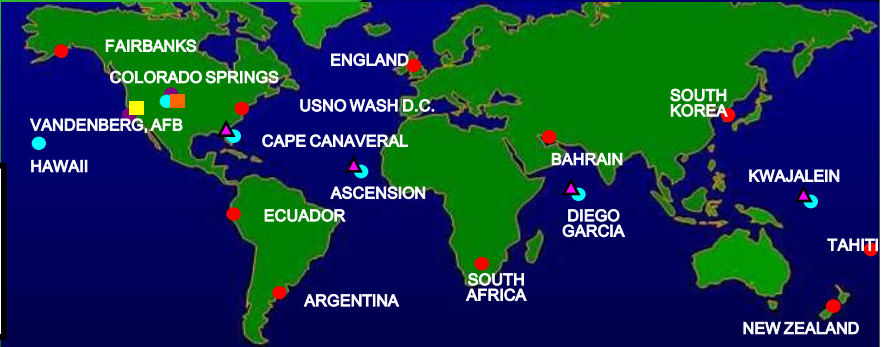 FAIRBANKS
ENGLAND
COLORADO SPRINGS
SOUTH
KOREA
USNO WASH D.C.
VANDENBERG, AFB
CAPE CANAVERAL
HAWAII
BAHRAIN
KWAJALEIN
ASCENSION
ECUADOR
DIEGO
GARCIA
TAHITI
SOUTH
AFRICA
ARGENTINA
NEW ZEALAND